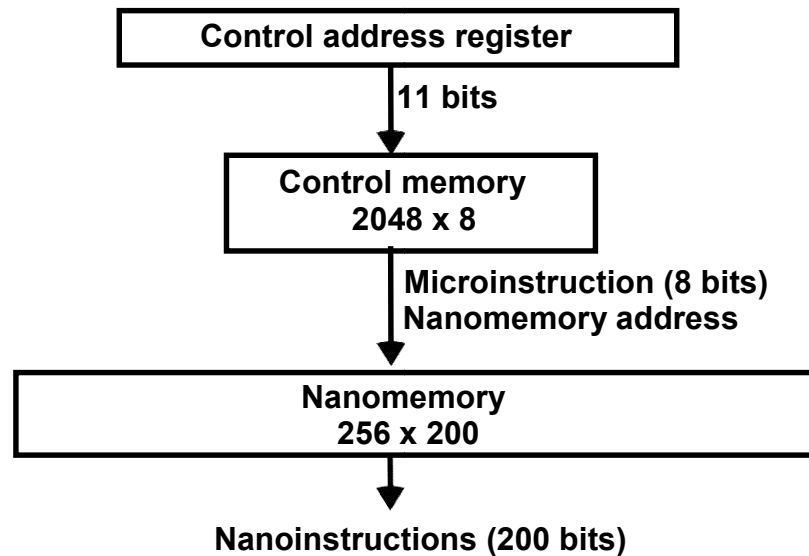 Control address register
11 bits
Control memory
2048 x 8
Microinstruction (8 bits)
Nanomemory address
Nanomemory
256 x 200
Nanoinstructions (200 bits)